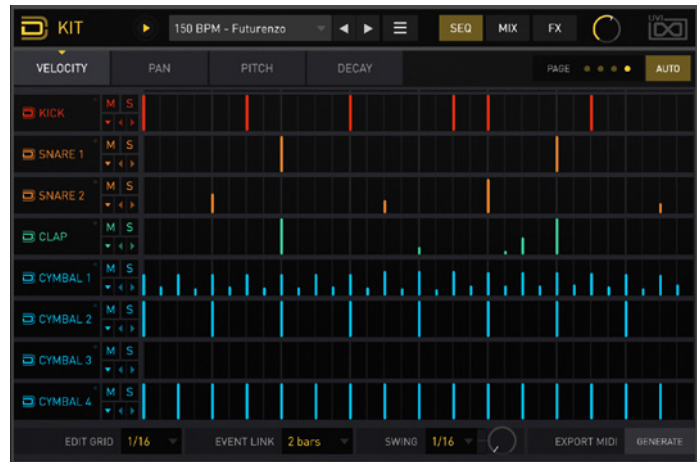 KIT 150 BPM - Futurenzo SEQ MIX FX UVI
VELOCITY PAN PITCH DECAY PAGE AUTO
KICK M S
SNARE 1 M S
SNARE 2 M S
CLAP M S
CYMBAL 1 M S
CYMBAL 2 M S
CYMBAL 3 M S
CYMBAL 4 M S
EDIT GRID 1/16 EVENT LINK 2 bars SWING 1/16 EXPORT MIDI GENERATE